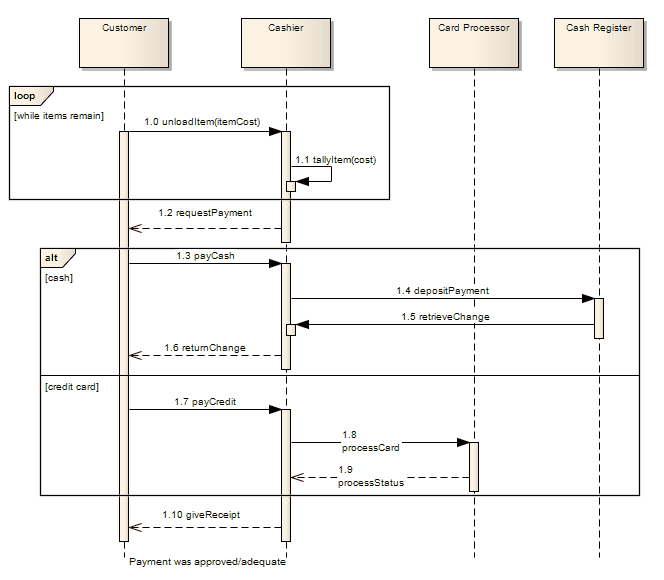 Customer
Cashier
Card Processor
Cash Register
loop
[while items remain]
1.0 unloadItem(itemCost)
1.1 tallyItem(cost)
1.2 requestPayment
alt
1.3 payCash
[cash]
1.4 depositPayment
1.5 retrieveChange
1.6 returnChange
[credit card]
1.7 payCredit
1.8
processCard
1.9
processStatus
1.10 giveReceipt
Payment was approved/adequate